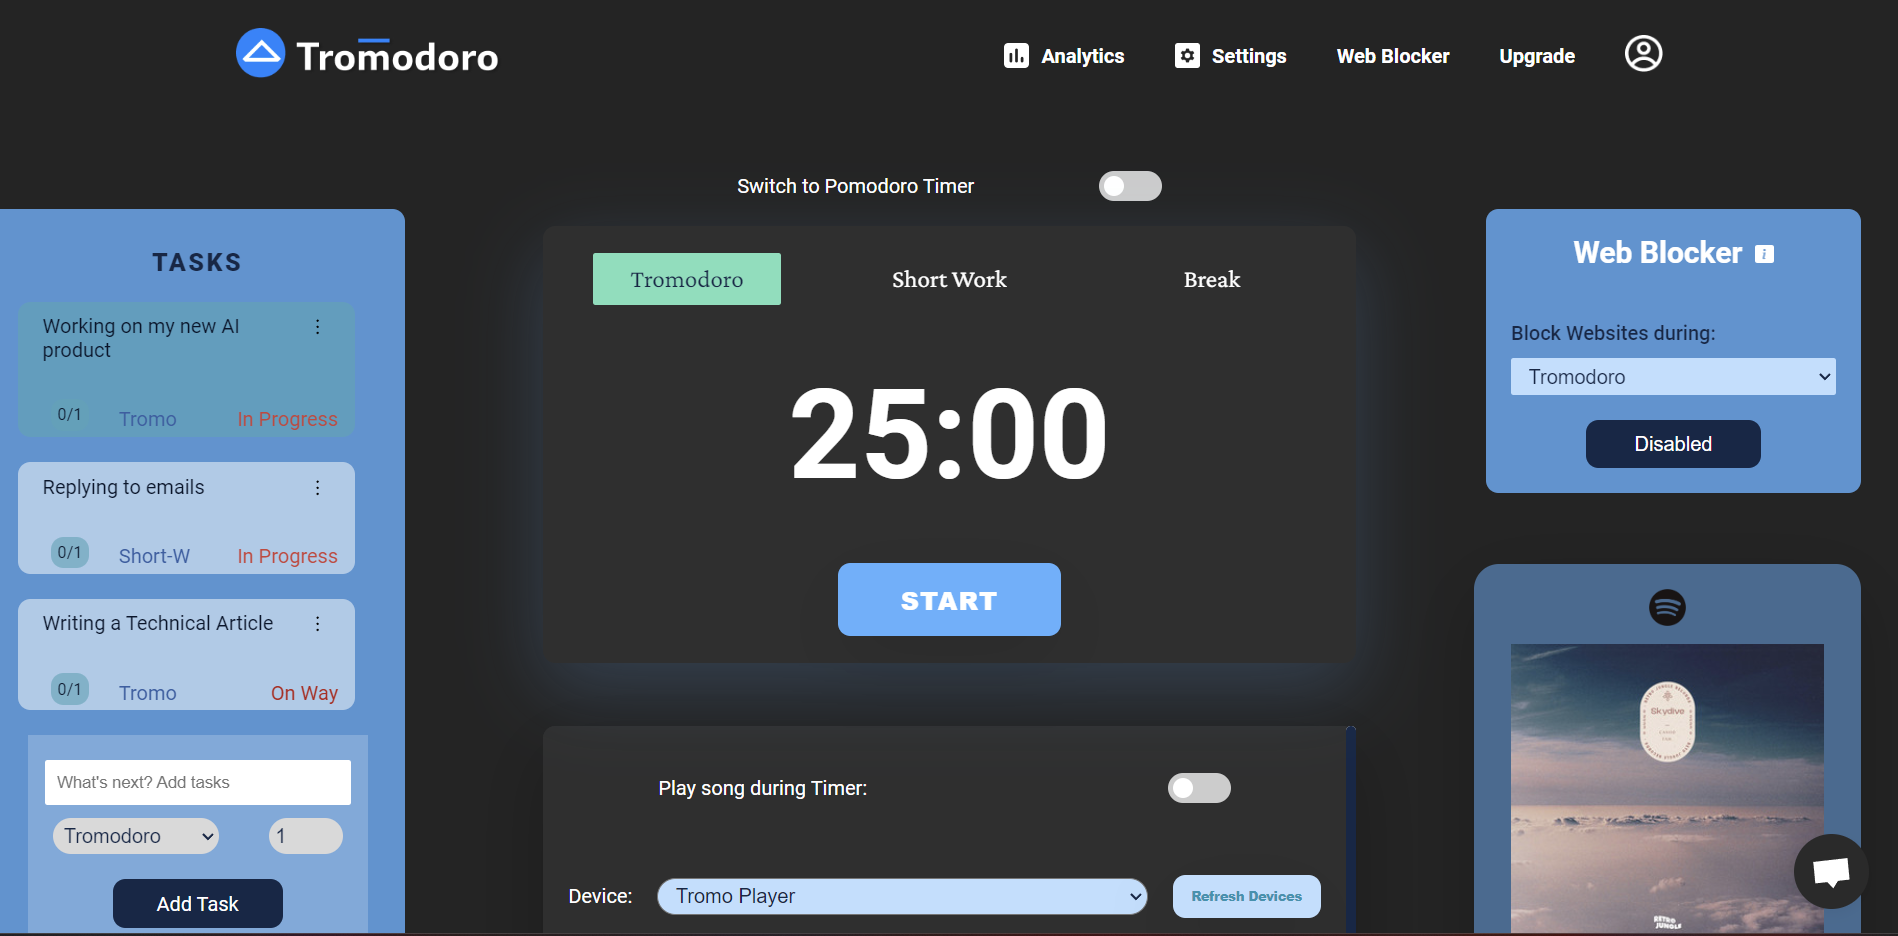 Tromodoro
Analytics
Settings
Web Blocker
Upgrade
Switch to Pomodoro Timer
TASKS
Working on my new AI
product
0/1 Tromo In Progress
Replying to emails
0/1 Short-W In Progress
Writing a Technical Article
0/1 Tromo On Way
What's next? Add tasks
Tromodoro 1
Add Task
Tromodoro Short Work Break
25:00
START
Play song during Timer:
Device: Tromo Player Refresh Devices
Web Blocker i
Block Websites during:
Tromodoro
Disabled
Skydive
RETRO
JUNGLE